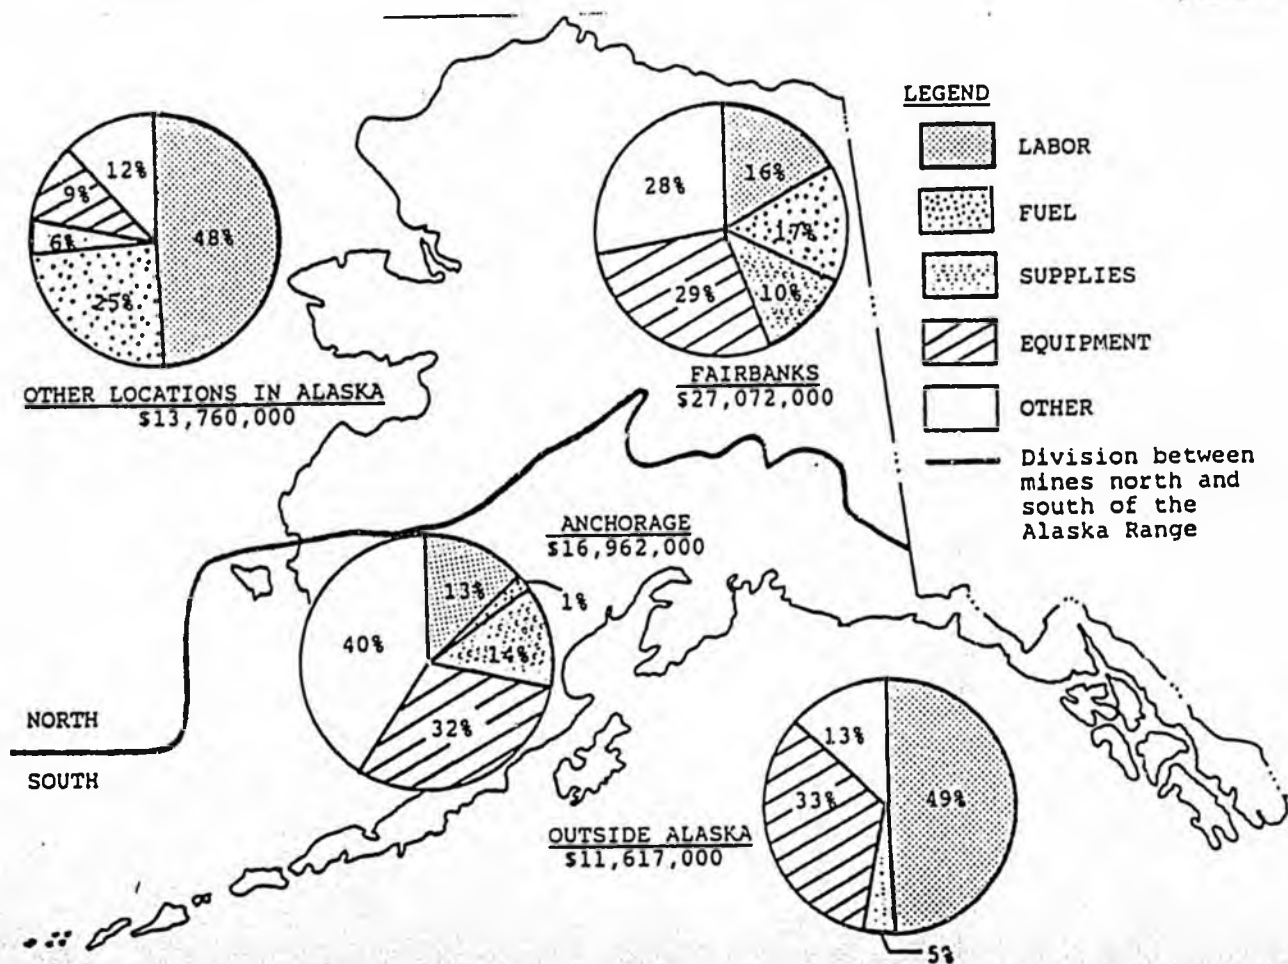 LEGEND
LABOR
FUEL
SUPPLIES
EQUIPMENT
OTHER
Division between
mines north and
south of the
Alaska Range
12%
9%
6%
48%
25%
OTHER LOCATIONS IN ALASKA
$13,760,000
28%
16%
17%
29%
10%
FAIRBANKS
$27,072,000
ANCHORAGE
$16,962,000
13%
1%
40%
14%
32%
NORTH
SOUTH
13%
33%
49%
5%
OUTSIDE ALASKA
$11,617,000